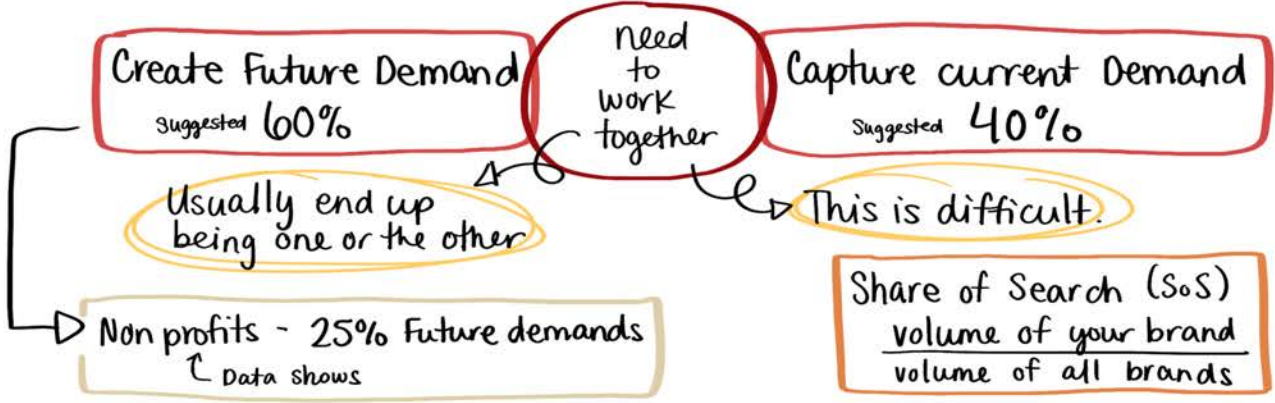 Create Future Demand
Suggested 60%
need
to
work
together
Capture current Demand
Suggested 40%
Usually end up
being one or the other
This is difficult.
Non profits - 25% Future demands
Data shows
Share of Search (SoS)
volume of your brand
volume of all brands